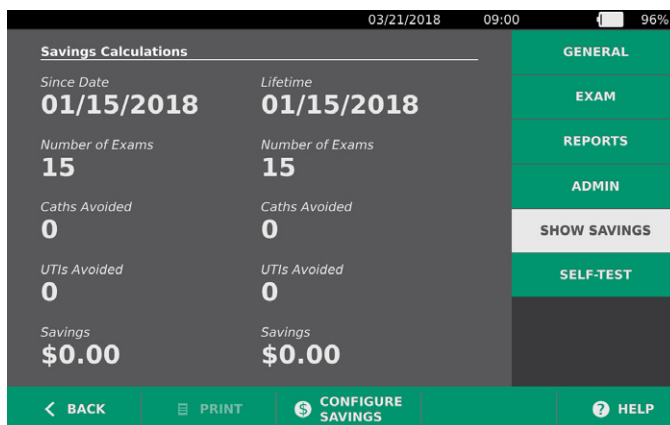 03/21/2018 09:00 96%
Savings Calculations
Since Date Lifetime
01/15/2018 01/15/2018
Number of Exams Number of Exams
15 15
Caths Avoided Caths Avoided
0 0
UTIs Avoided UTIs Avoided
0 0
Savings Savings
$0.00 $0.00
GENERAL
EXAM
REPORTS
ADMIN
SHOW SAVINGS
SELF-TEST
BACK PRINT $ CONFIGURE
SAVINGS ? HELP